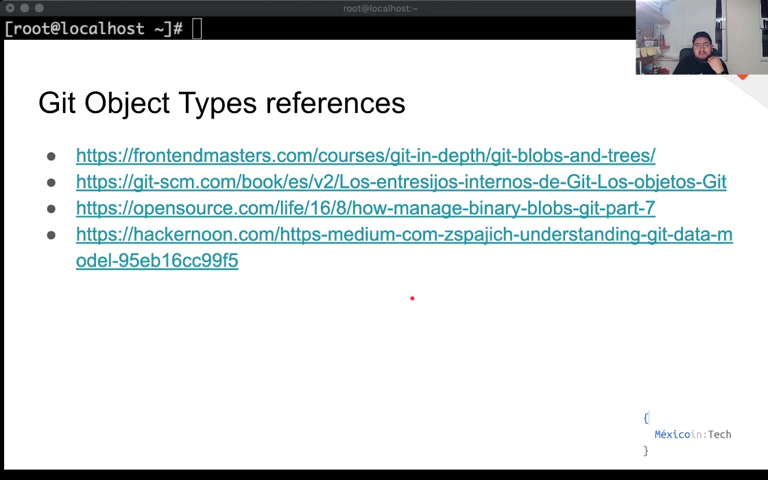 root@localhost:~
[root@localhost ~]#
Git Object Types references
https://frontendmasters.com/courses/git-in-depth/git-blobs-and-trees/
https://git-scm.com/book/es/v2/Los-entresijos-internos-de-Git-Los-objetos-Git
https://opensource.com/life/16/8/how-manage-binary-blobs-git-part-7
https://hackernoon.com/https-medium-com-zspajich-understanding-git-data-m
odel-95eb16cc99f5
{
Méxicoin:Tech
}